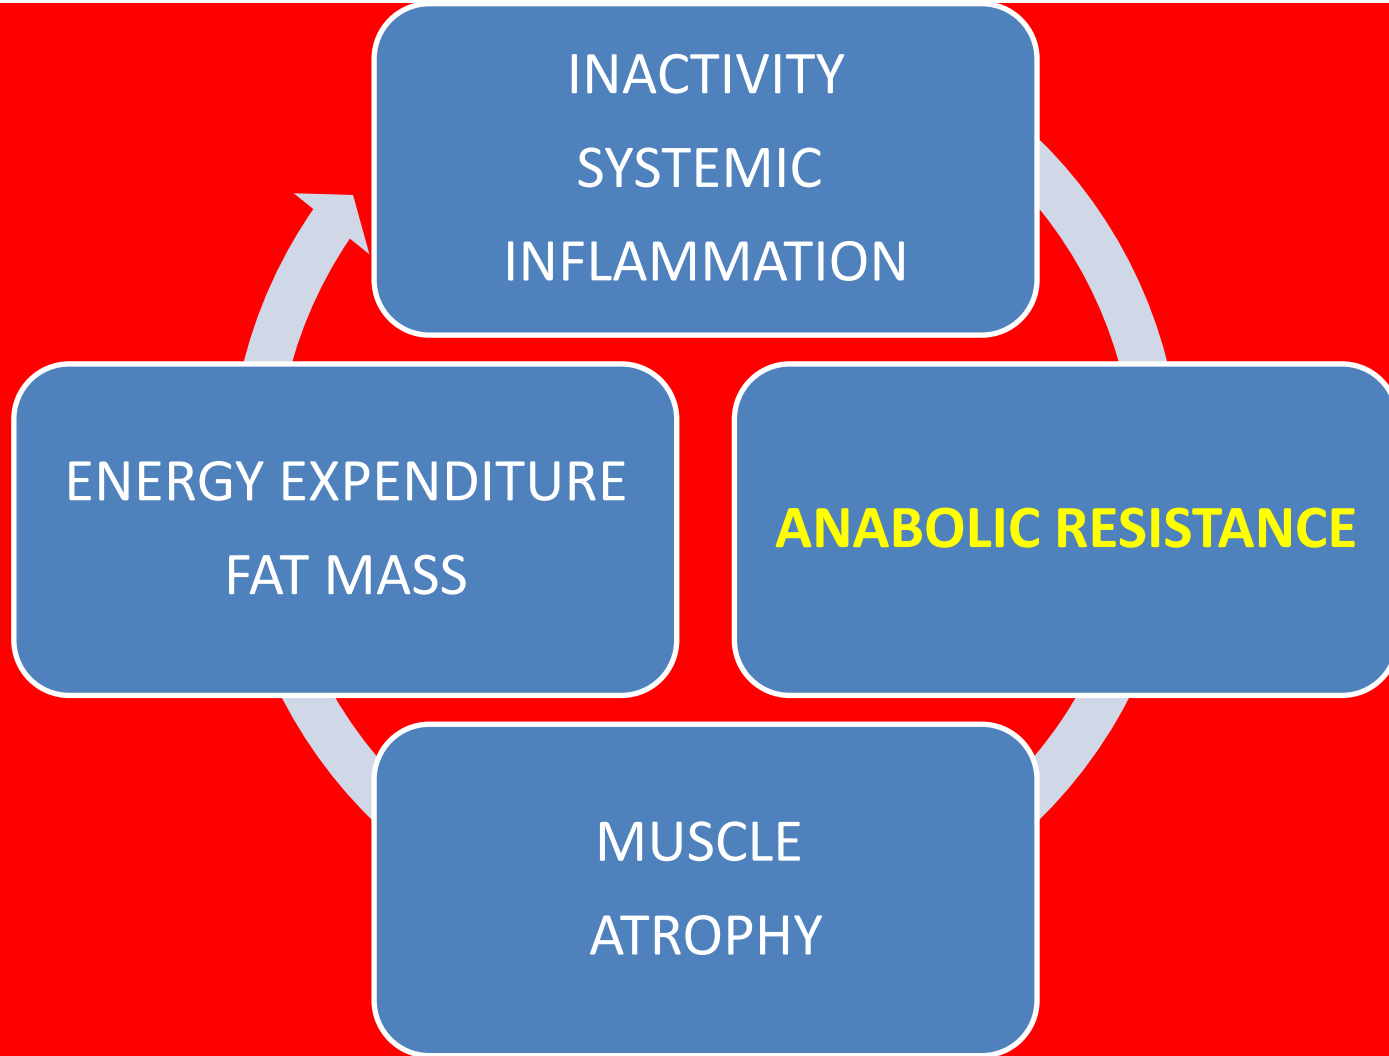 INACTIVITY
SYSTEMIC
INFLAMMATION
ENERGY EXPENDITURE
FAT MASS
ANABOLIC RESISTANCE
MUSCLE
ATROPHY